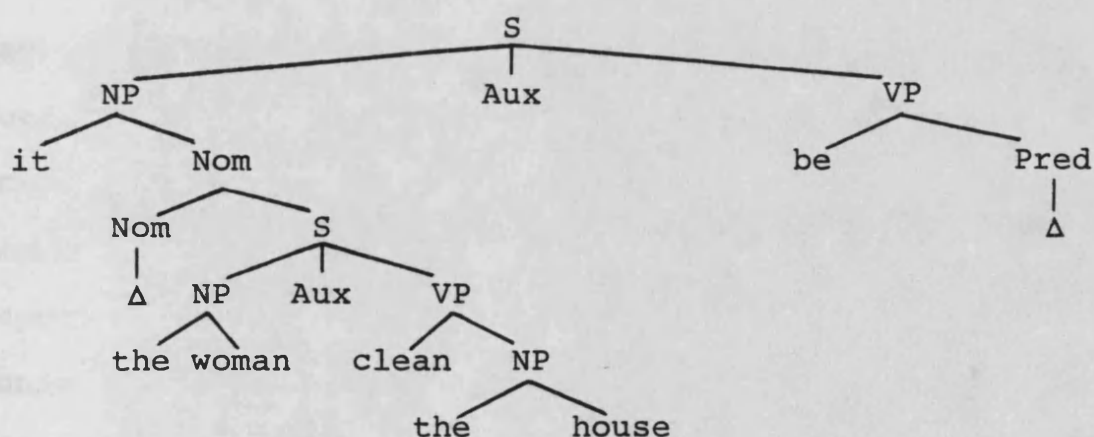 S
NP Aux VP
it Nom be Pred
Nom S Δ
Δ NP Aux VP
the woman clean NP
the house